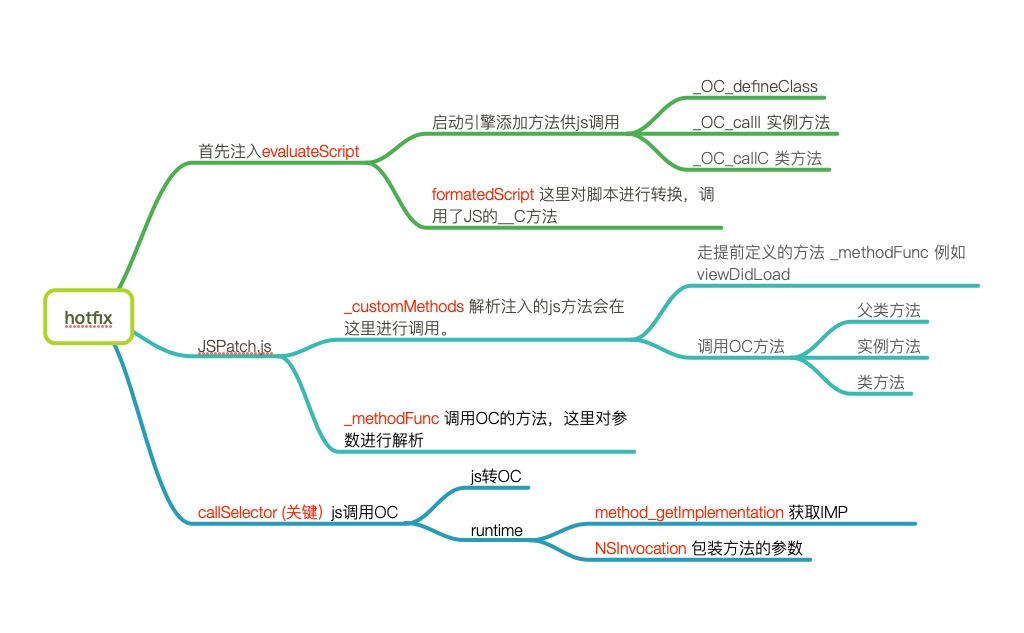 hotfix
首先注入evaluateScript
启动引擎添加方法供js调用
_OC_defineClass
_OC_callI 实例方法
_OC_callC 类方法
formatedScript 这里对脚本进行转换，调
用了JS的__C方法
JSPatch.js
_customMethods 解析注入的js方法会在
这里进行调用。
走提前定义的方法 _methodFunc 例如
viewDidLoad
调用OC方法
父类方法
实例方法
类方法
_methodFunc 调用OC的方法，这里对参
数进行解析
callSelector (关键）js调用OC
js转OC
runtime
method_getImplementation 获取IMP
NSInvocation 包装方法的参数